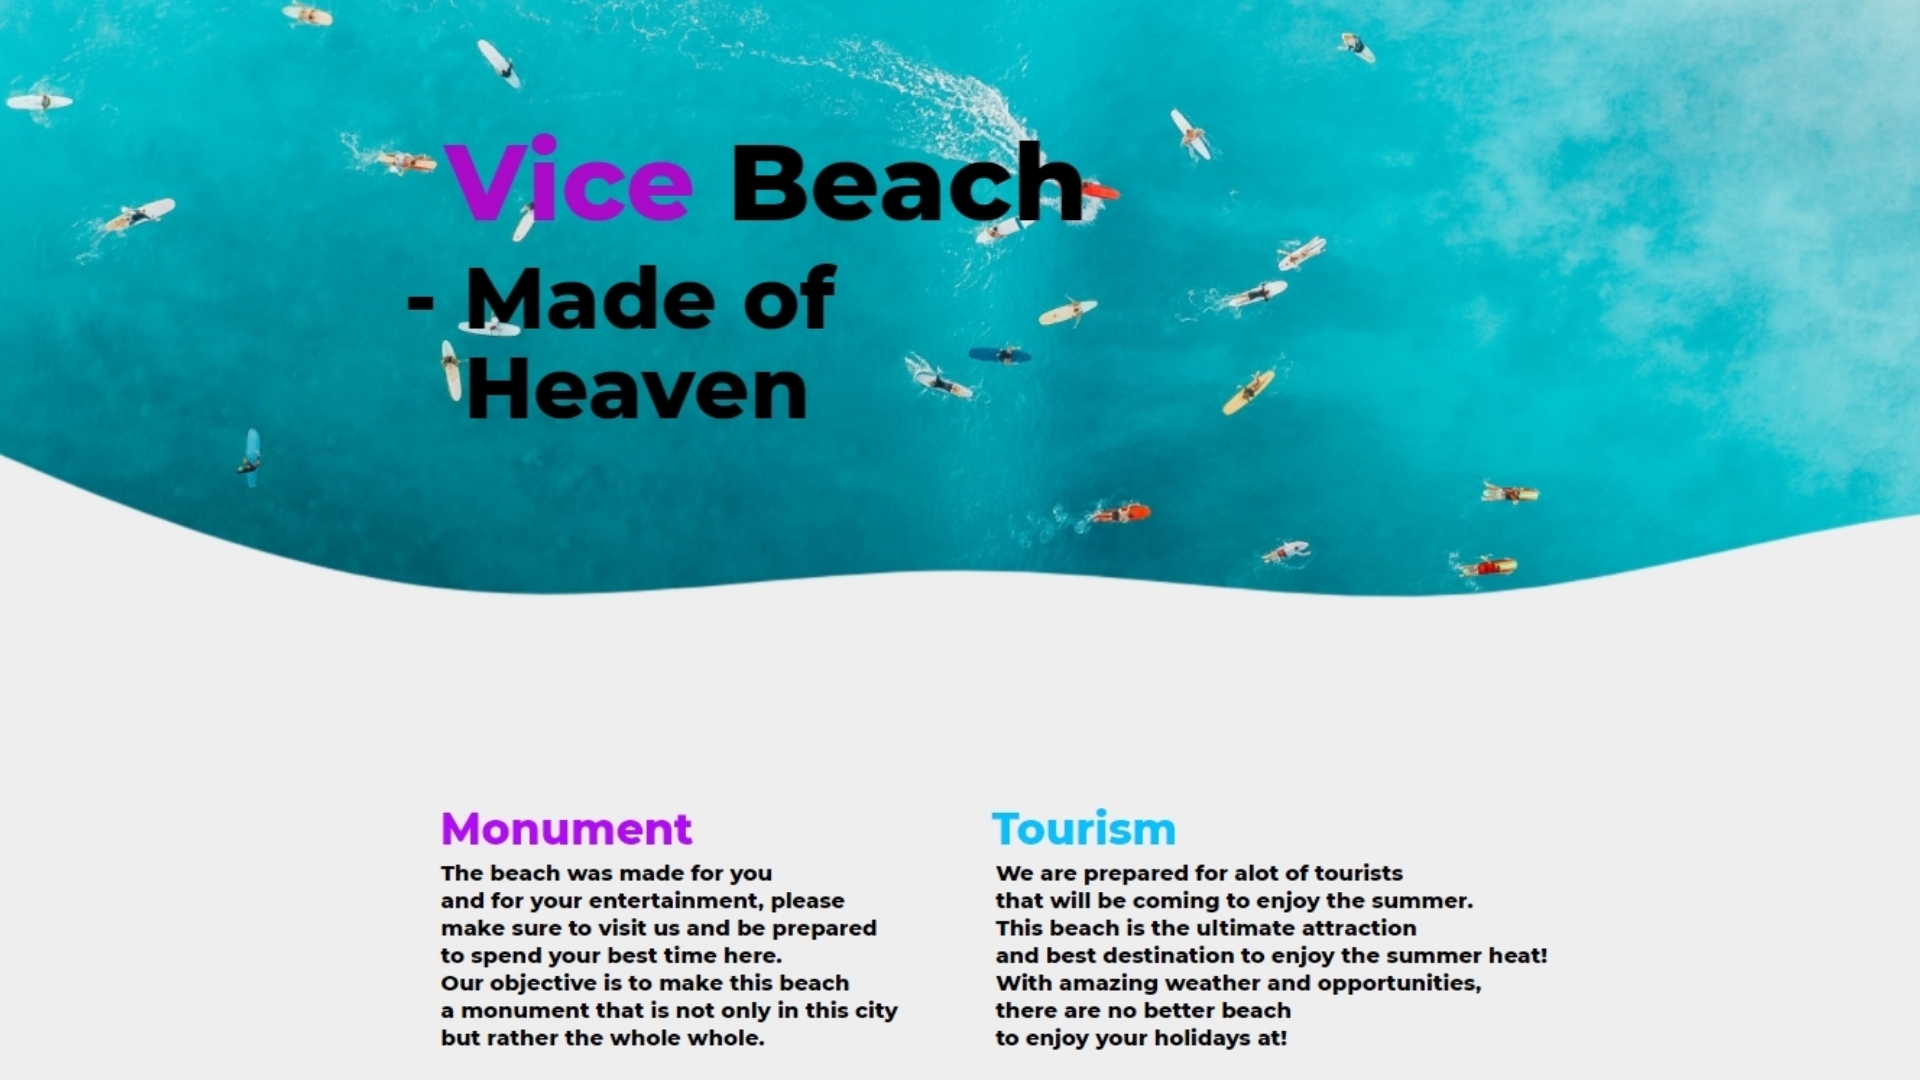 Vice Beach
- Made of
Heaven
Monument
The beach was made for you
and for your entertainment, please
make sure to visit us and be prepared
to spend your best time here.
Our objective is to make this beach
a monument that is not only in this city
but rather the whole whole.
Tourism
We are prepared for alot of tourists
that will be coming to enjoy the summer.
This beach is the ultimate attraction
and best destination to enjoy the summer heat!
With amazing weather and opportunities,
there are no better beach
to enjoy your holidays at!